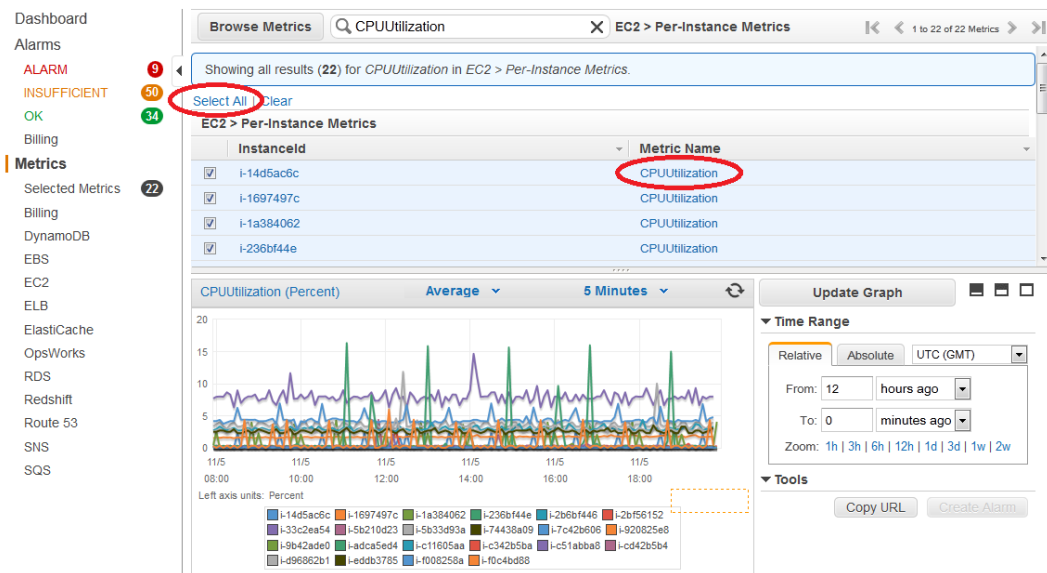 Dashboard
Alarms
ALARM 9
INSUFFICIENT 50
OK 34
Billing
Metrics
Selected Metrics 22
Billing
DynamoDB
EBS
EC2
ELB
ElastiCache
OpsWorks
RDS
Redshift
Route 53
SNS
SQS
Browse Metrics CPUUtilization EC2 > Per-Instance Metrics 1 to 22 of 22 Metrics
Showing all results (22) for CPUUtilization in EC2 > Per-Instance Metrics.
Select All | Clear
EC2 > Per-Instance Metrics
InstanceId Metric Name
i-14d5ac6c CPUUtilization
i-1697497c CPUUtilization
i-1a384062 CPUUtilization
i-236bf44e CPUUtilization
CPUUtilization (Percent) Average 5 Minutes
20
15
10
5
0
11/5 11/5 11/5 11/5 11/5 11/5
08:00 10:00 12:00 14:00 16:00 18:00
Left axis units: Percent
i-14d5ac6c i-1697497c i-1a384062 i-236bf44e i-2b6bf446 i-2bf56152
i-33c2ea54 i-5b210d23 i-5b33d93a i-74438a09 i-7c42b606 i-920825e8
i-9b42ade0 i-adca5ed4 i-c11605aa i-c342b5ba i-c51abba8 i-cd42b5b4
i-d96862b1 i-eddb3785 i-f008258a i-f0c4bd88
Update Graph
Time Range
Relative Absolute UTC (GMT)
From: 12 hours ago
To: 0 minutes ago
Zoom: 1h | 3h | 6h | 12h | 1d | 3d | 1w | 2w
Tools
Copy URL Create Alarm